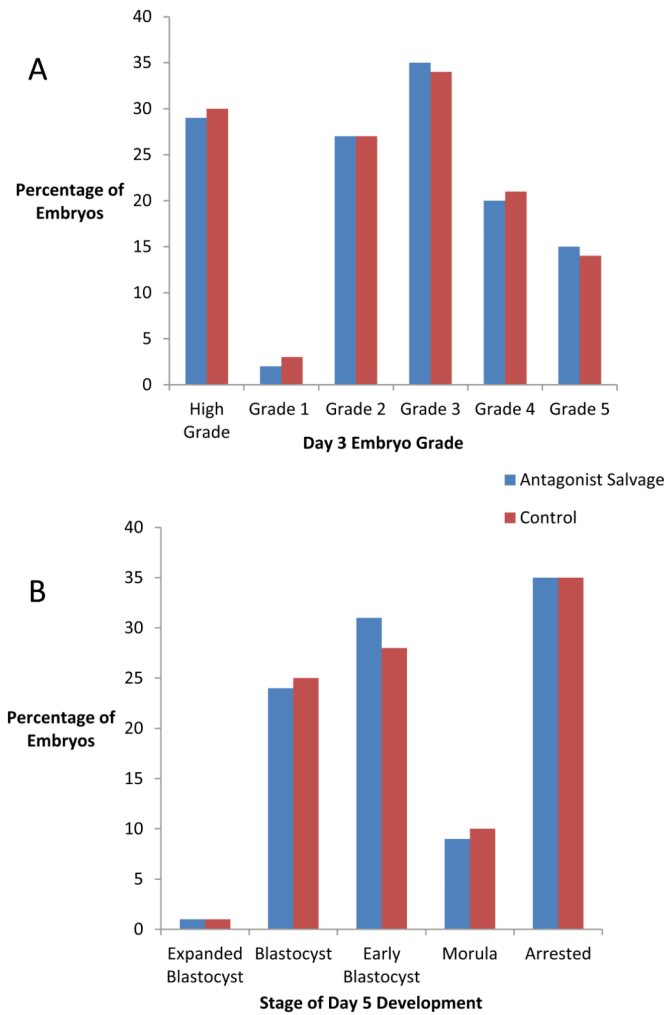 A
40
35
30
25
20
15
10
5
0
Percentage of
Embryos
High
Grade
Grade 1
Grade 2
Grade 3
Grade 4
Grade 5
Day 3 Embryo Grade
Antagonist Salvage
Control
B
40
35
30
25
20
15
10
5
0
Percentage of
Embryos
Expanded
Blastocyst
Blastocyst
Early
Blastocyst
Morula
Arrested
Stage of Day 5 Development